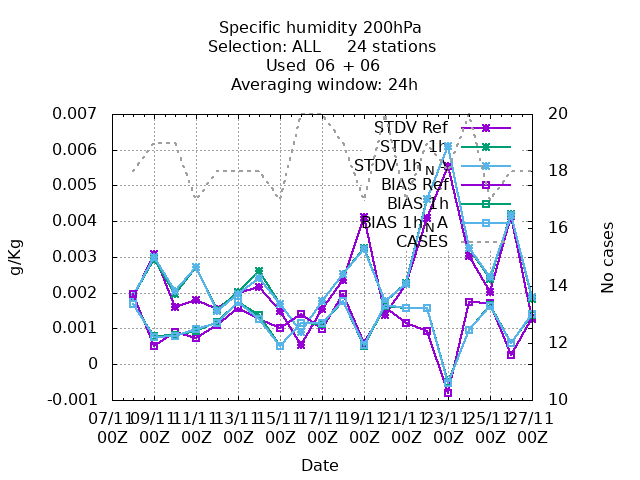 Specific humidity 200hPa
Selection: ALL     24 stations
Used  06 + 06
Averaging window: 24h
0.007
0.006
0.005
0.004
0.003
0.002
0.001
0
-0.001
g/Kg
20
18
16
14
12
10
No cases
STDV Ref
STDV 1h
STDV 1h_NA
BIAS Ref
BIAS 1h
BIAS 1h_NA
CASES
07/11 09/11 11/11 13/11 15/11 17/11 19/11 21/11 23/11 25/11 27/11
00Z 00Z 00Z 00Z 00Z 00Z 00Z 00Z 00Z 00Z 00Z
Date